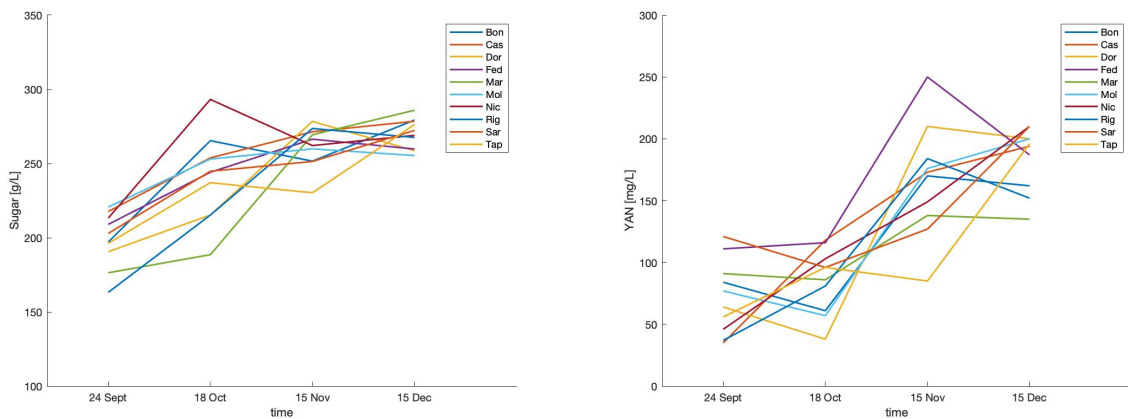 350
300
250
200
150
100
Sugar [g/L]
24 Sept
18 Oct
15 Nov
15 Dec
time
Bon
Cas
Dor
Fed
Mar
Mol
Nic
Rig
Sar
Tap
300
250
200
150
100
50
0
YAN [mg/L]
24 Sept
18 Oct
15 Nov
15 Dec
time
Bon
Cas
Dor
Fed
Mar
Mol
Nic
Rig
Sar
Tap